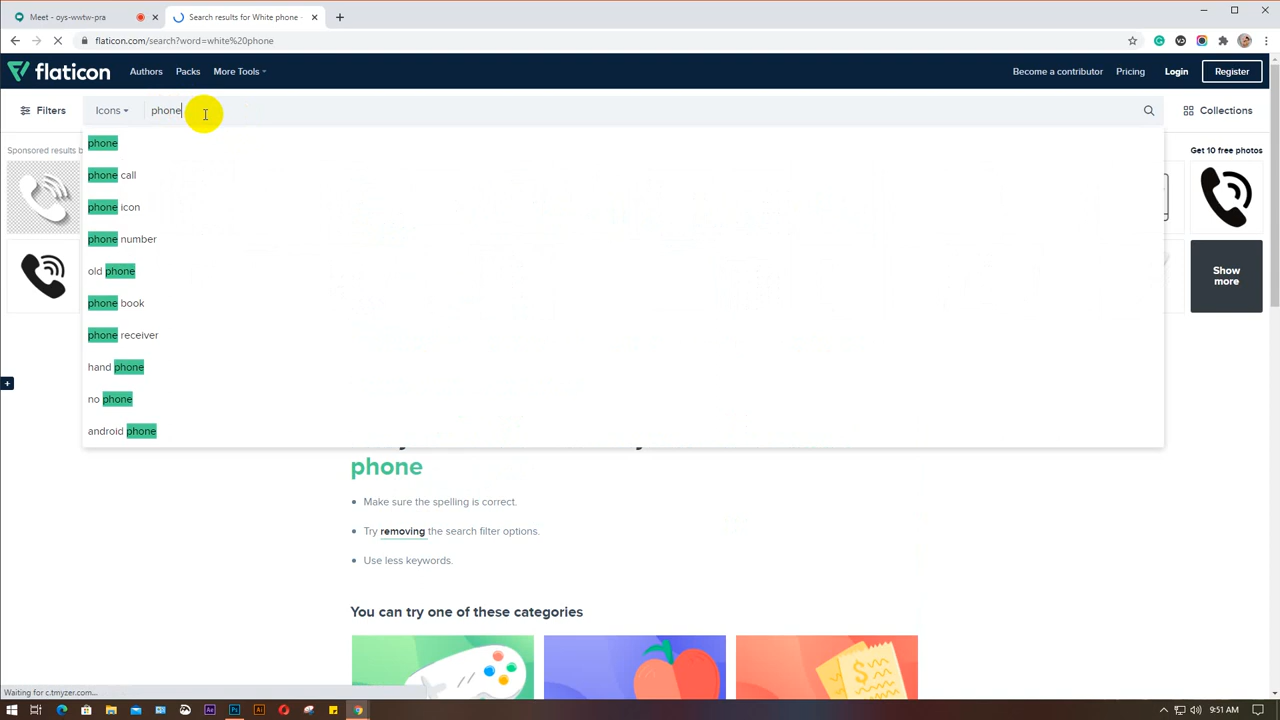 Meet - oys-wwtw-pra
Search results for White phone -
flaticon.com/search?word=white%20phone
flaticon
Authors
Packs
More Tools
Become a contributor
Pricing
Login
Register
Filters
Icons
phone
Collections
Sponsored results b
Get 10 free photos
phone
phone call
phone icon
phone number
old phone
phone book
phone receiver
hand phone
no phone
android phone
Show
more
phone
Make sure the spelling is correct.
Try removing the search filter options.
Use less keywords.
You can try one of these categories
Waiting for c.tmyzer.com...
9:51 AM